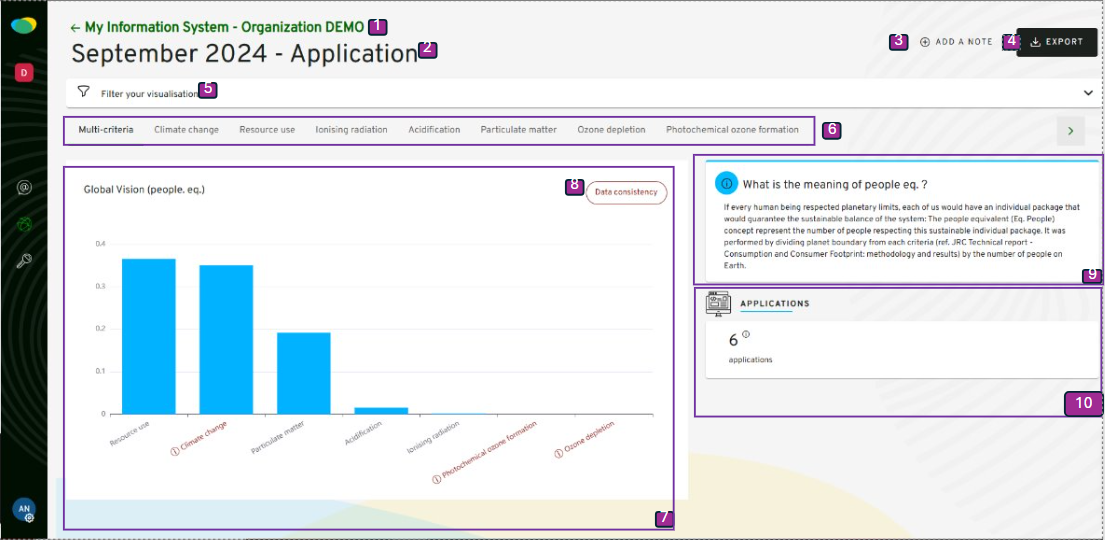 ← My Information System - Organization DEMO 1
September 2024 - Application 2
3 ADD A NOTE 4 EXPORT
D
Filter your visualisation 5
Multi-criteria Climate change Resource use Ionising radiation Acidification Particulate matter Ozone depletion Photochemical ozone formation 6
Global Vision (people. eq.)
8 Data consistency
0.4
0.3
0.2
0.1
0
Resource use
Climate change
Particulate matter
Acidification
Ionising radiation
Photochemical ozone formation
Ozone depletion
7
What is the meaning of people eq. ?
If every human being respected planetary limits, each of us would have an individual package that
would guarantee the sustainable balance of the system: The people equivalent (Eq. People)
concept represent the number of people respecting this sustainable individual package. It was
performed by dividing planet boundary from each criteria (ref. JRC Technical report -
Consumption and Consumer Footprint: methodology and results) by the number of people on
Earth.
9
APPLICATIONS
6
applications
10
AN